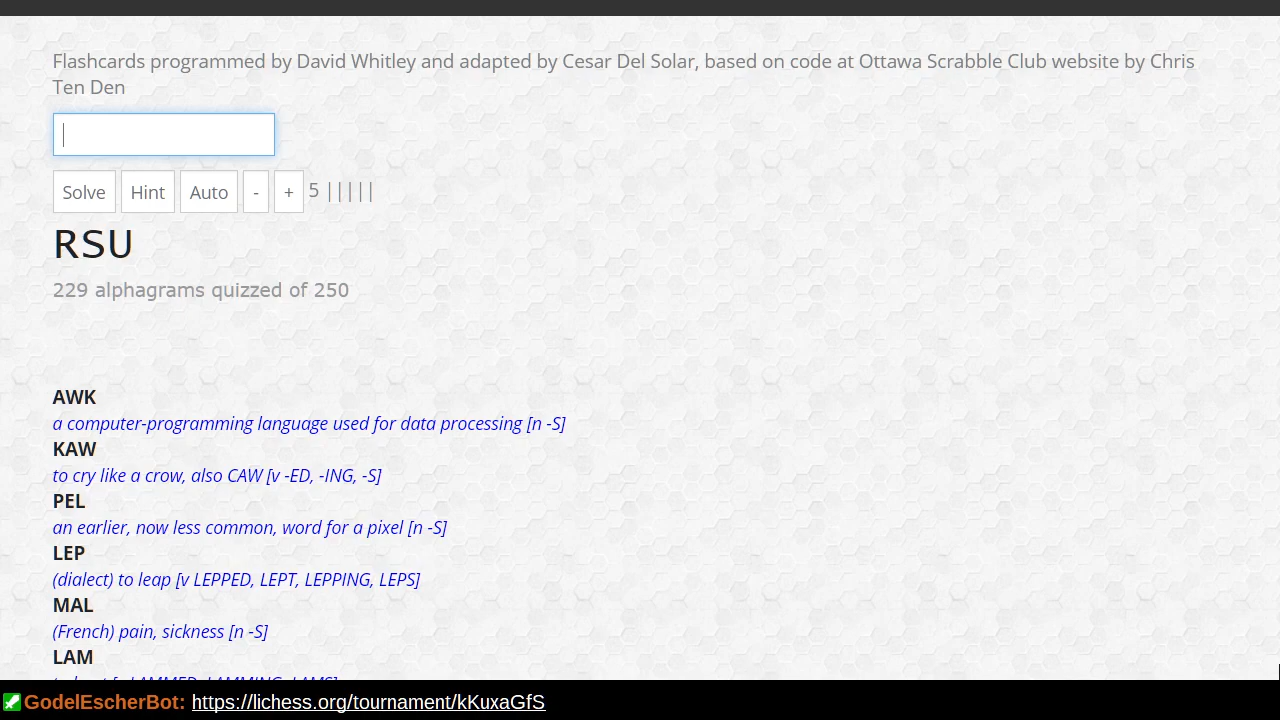 Flashcards programmed by David Whitley and adapted by Cesar Del Solar, based on code at Ottawa Scrabble Club website by Chris
Ten Den
Solve Hint Auto - + 5 |||||
RSU
229 alphagrams quizzed of 250
AWK
a computer-programming language used for data processing [n -S]
KAW
to cry like a crow, also CAW [v -ED, -ING, -S]
PEL
an earlier, now less common, word for a pixel [n -S]
LEP
(dialect) to leap [v LEPPED, LEPT, LEPPING, LEPS]
MAL
(French) pain, sickness [n -S]
LAM
GodelEscherBot: https://lichess.org/tournament/kKuxaGfS